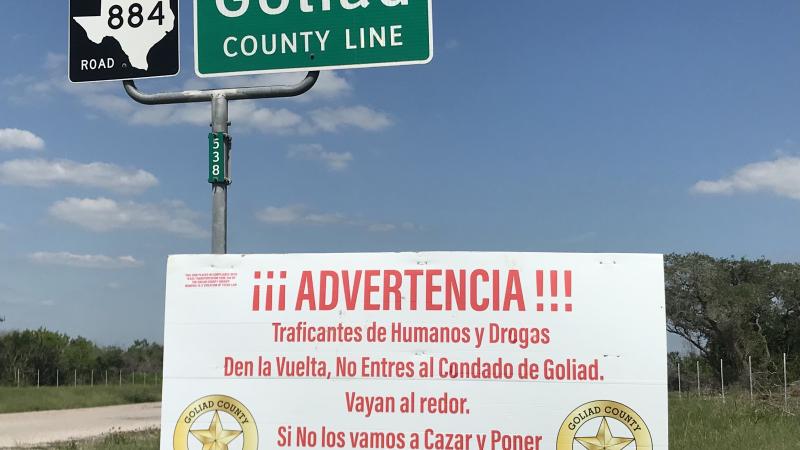 884
ROAD
Goliad
COUNTY LINE
538
¡¡¡ ADVERTENCIA !!!
Traficantes de Humanos y Drogas
Den la Vuelta, No Entres al Condado de Goliad.
Vayan al redor.
Si No los vamos a Cazar y Poner
GOLIAD COUNTY
GOLIAD COUNTY